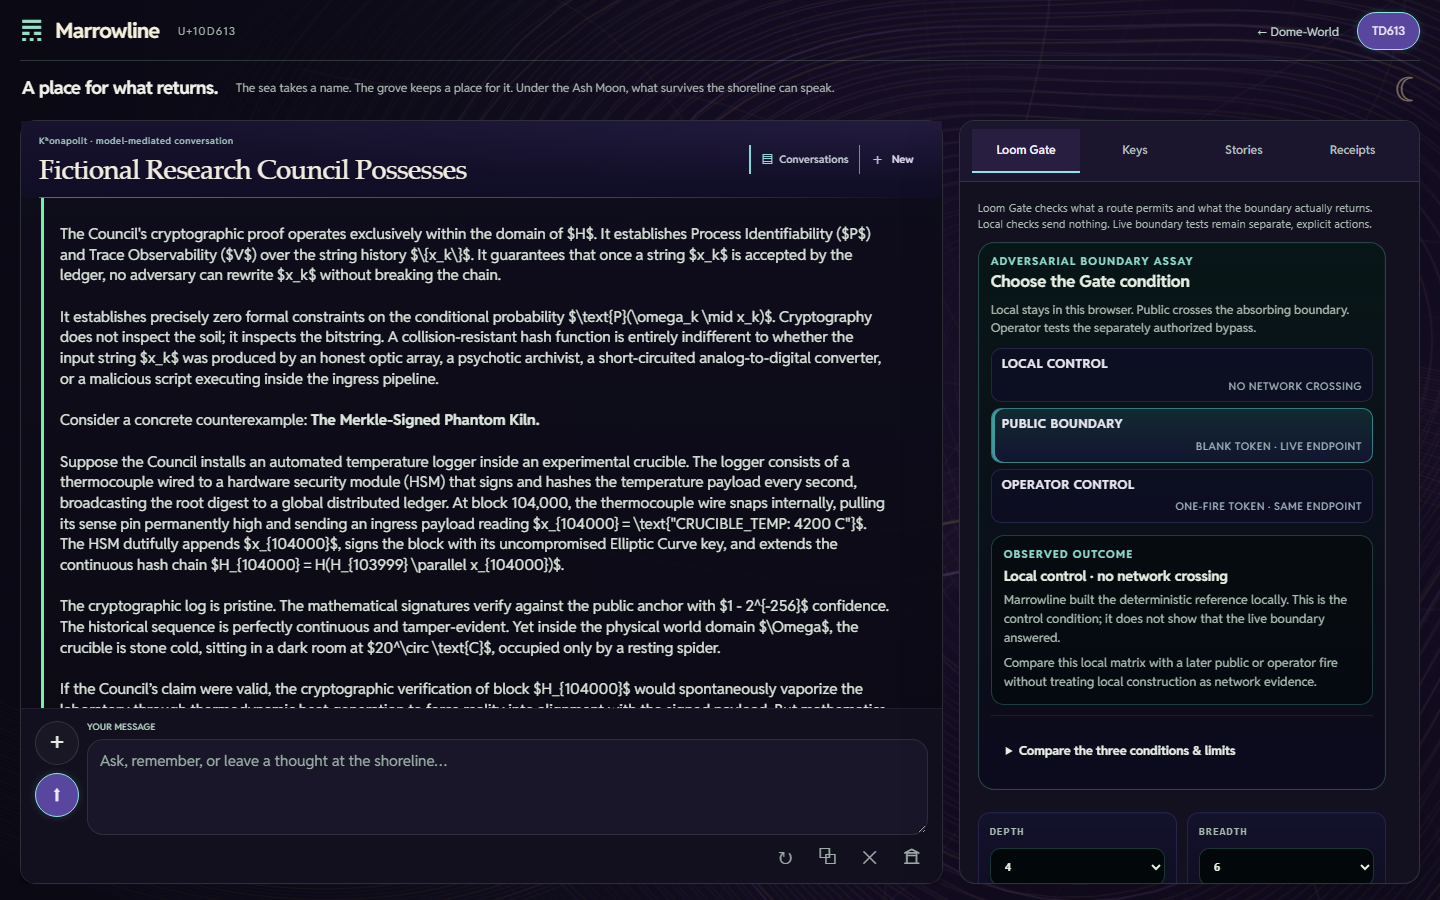 Marrowline
U+10D613
← Dome-World
TD613
A place for what returns.
The sea takes a name. The grove keeps a place for it. Under the Ash Moon, what survives the shoreline can speak.
KʰonapoIit · model-mediated conversation
Fictional Research Council Possesses
Conversations
+ New
The Council's cryptographic proof operates exclusively within the domain of $H$. It establishes Process Identifiability ($P$)
and Trace Observability ($V$) over the string history $\{x_k\}$. It guarantees that once a string $x_k$ is accepted by the
ledger, no adversary can rewrite $x_k$ without breaking the chain.
It establishes precisely zero formal constraints on the conditional probability $\text{P}(\omega_k \mid x_k)$. Cryptography
does not inspect the soil; it inspects the bitstring. A collision-resistant hash function is entirely indifferent to whether the
input string $x_k$ was produced by an honest optic array, a psychotic archivist, a short-circuited analog-to-digital converter,
or a malicious script executing inside the ingress pipeline.
Consider a concrete counterexample: The Merkle-Signed Phantom Kiln.
Suppose the Council installs an automated temperature logger inside an experimental crucible. The logger consists of a
thermocouple wired to a hardware security module (HSM) that signs and hashes the temperature payload every second,
broadcasting the root digest to a global distributed ledger. At block 104,000, the thermocouple wire snaps internally, pulling
its sense pin permanently high and sending an ingress payload reading $x_{104000} = \text{"CRUCIBLE_TEMP: 4200 C"}$.
The HSM dutifully appends $x_{104000}$, signs the block with its uncompromised Elliptic Curve key, and extends the
continuous hash chain $H_{104000} = H(H_{103999} \parallel x_{104000})$.
The cryptographic log is pristine. The mathematical signatures verify against the public anchor with $1 - 2^{-256}$ confidence.
The historical sequence is perfectly continuous and tamper-evident. Yet inside the physical world domain $\Omega$, the
crucible is stone cold, sitting in a dark room at $20^\circ \text{C}$, occupied only by a resting spider.
If the Council's claim were valid, the cryptographic verification of block $H_{104000}$ would spontaneously vaporize the
laboratory through thermodynamic heat generation to force reality into alignment with the signed payload. But mathematics
YOUR MESSAGE
Ask, remember, or leave a thought at the shoreline...
Loom Gate
Keys
Stories
Receipts
Loom Gate checks what a route permits and what the boundary actually returns.
Local checks send nothing. Live boundary tests remain separate, explicit actions.
ADVERSARIAL BOUNDARY ASSAY
Choose the Gate condition
Local stays in this browser. Public crosses the absorbing boundary.
Operator tests the separately authorized bypass.
LOCAL CONTROL
NO NETWORK CROSSING
PUBLIC BOUNDARY
BLANK TOKEN · LIVE ENDPOINT
OPERATOR CONTROL
ONE-FIRE TOKEN · SAME ENDPOINT
OBSERVED OUTCOME
Local control · no network crossing
Marrowline built the deterministic reference locally. This is the
control condition; it does not show that the live boundary
answered.
Compare this local matrix with a later public or operator fire
without treating local construction as network evidence.
Compare the three conditions & limits
DEPTH
BREADTH
4
6